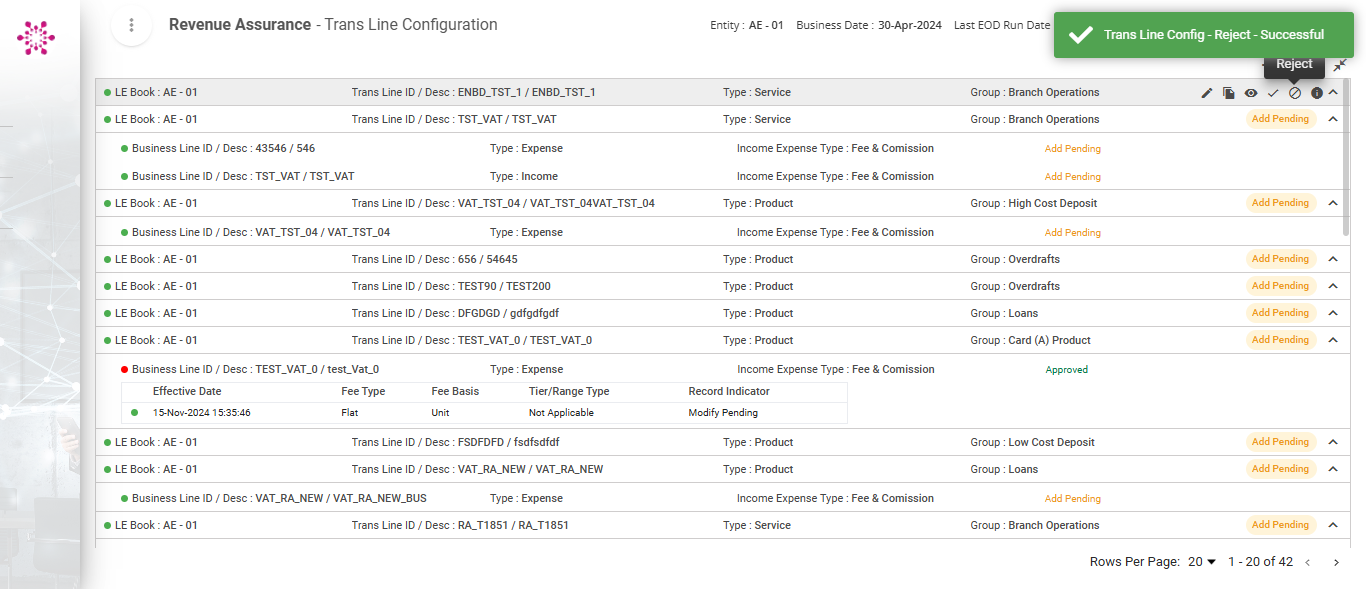 Revenue Assurance - Trans Line Configuration
Entity : AE - 01 Business Date : 30-Apr-2024 Last EOD Run Date
Trans Line Config - Reject - Successful
Reject
LE Book : AE - 01 Trans Line ID / Desc : ENBD_TST_1 / ENBD_TST_1 Type : Service Group : Branch Operations
LE Book : AE - 01 Trans Line ID / Desc : TST_VAT / TST_VAT Type : Service Group : Branch Operations Add Pending
Business Line ID / Desc : 43546 / 546 Type : Expense Income Expense Type : Fee & Comission Add Pending
Business Line ID / Desc : TST_VAT / TST_VAT Type : Income Income Expense Type : Fee & Comission Add Pending
LE Book : AE - 01 Trans Line ID / Desc : VAT_TST_04 / VAT_TST_04VAT_TST_04 Type : Product Group : High Cost Deposit Add Pending
Business Line ID / Desc : VAT_TST_04 / VAT_TST_04 Type : Expense Income Expense Type : Fee & Comission Add Pending
LE Book : AE - 01 Trans Line ID / Desc : 656 / 54645 Type : Product Group : Overdrafts Add Pending
LE Book : AE - 01 Trans Line ID / Desc : TEST90 / TEST200 Type : Product Group : Overdrafts Add Pending
LE Book : AE - 01 Trans Line ID / Desc : DFGDGD / gdfgdfgdf Type : Product Group : Loans Add Pending
LE Book : AE - 01 Trans Line ID / Desc : TEST_VAT_0 / TEST_VAT_0 Type : Product Group : Card (A) Product Add Pending
Business Line ID / Desc : TEST_VAT_0 / test_Vat_0 Type : Expense Income Expense Type : Fee & Comission Approved
Effective Date Fee Type Fee Basis Tier/Range Type Record Indicator
15-Nov-2024 15:35:46 Flat Unit Not Applicable Modify Pending
LE Book : AE - 01 Trans Line ID / Desc : FSDFDFD / fsdfsdfdf Type : Product Group : Low Cost Deposit Add Pending
LE Book : AE - 01 Trans Line ID / Desc : VAT_RA_NEW / VAT_RA_NEW Type : Product Group : Loans Add Pending
Business Line ID / Desc : VAT_RA_NEW / VAT_RA_NEW_BUS Type : Expense Income Expense Type : Fee & Comission Add Pending
LE Book : AE - 01 Trans Line ID / Desc : RA_T1851 / RA_T1851 Type : Service Group : Branch Operations Add Pending
Rows Per Page: 20 1 - 20 of 42